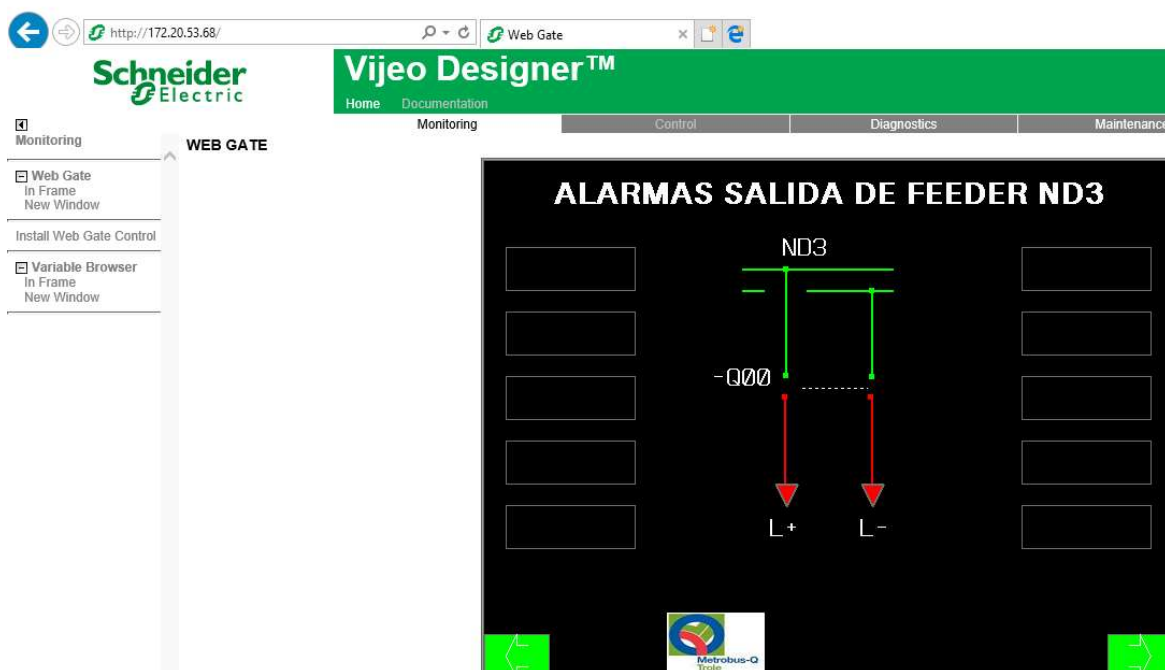 http://172.20.53.68/
Web Gate
Schneider
Electric
Vijeo Designer™
Home Documentation
Monitoring Control Diagnostics Maintenance
Monitoring
WEB GATE
Web Gate
In Frame
New Window
Install Web Gate Control
Variable Browser
In Frame
New Window
ALARMAS SALIDA DE FEEDER ND3
ND3
-Q00
L+ L-
Metrobus-Q
Trole